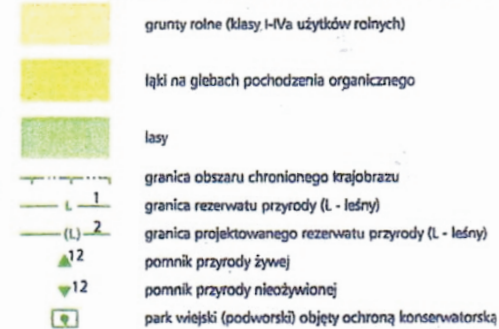 grunty rolne (klasy I-IVa użytków rolnych)
łąki na glebach pochodzenia organicznego
lasy
granica obszaru chronionego krajobrazu
L 1 granica rezerwatu przyrody (L - leśny)
(L) 2 granica projektowanego rezerwatu przyrody (L - leśny)
12 pomnik przyrody żywej
12 pomnik przyrody nieożywionej
park wiejski (podworski) objęty ochroną konserwatorską